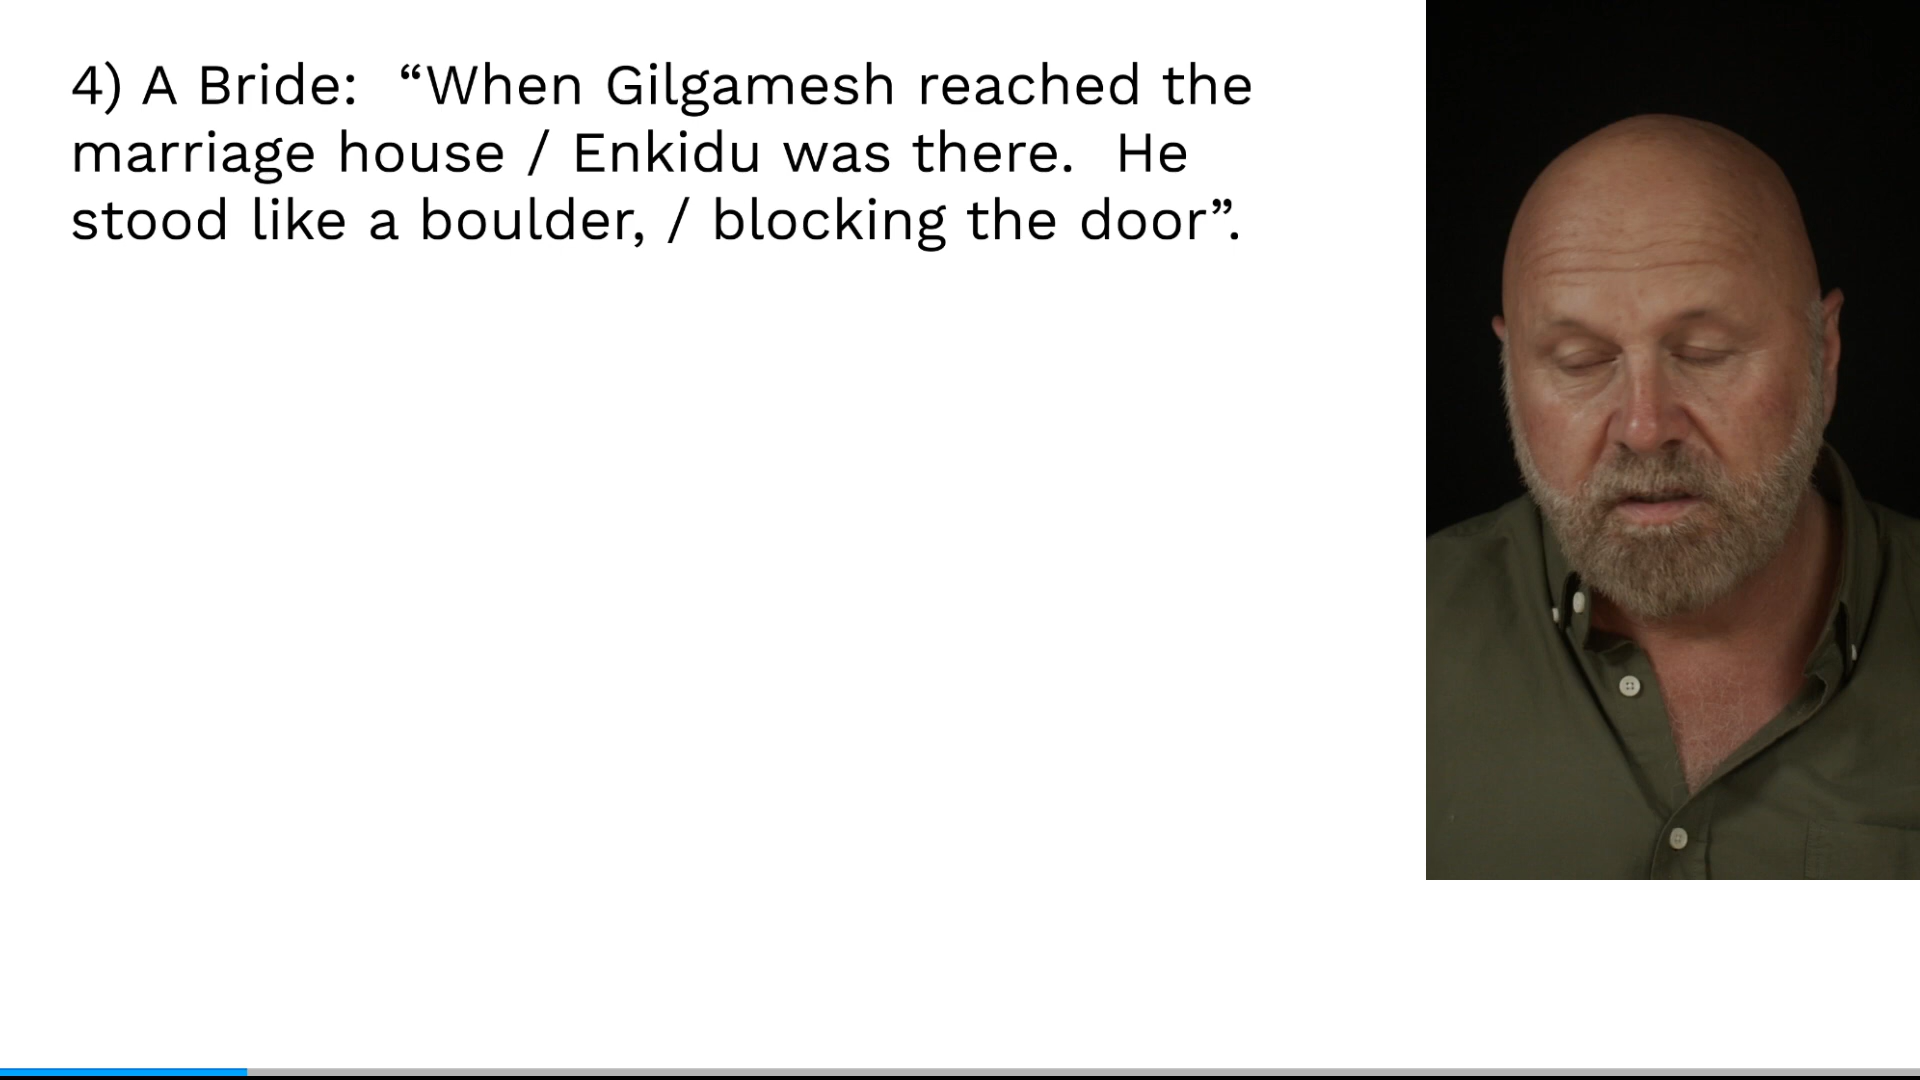 4) A Bride:  “When Gilgamesh reached the
marriage house / Enkidu was there.  He
stood like a boulder, / blocking the door”.